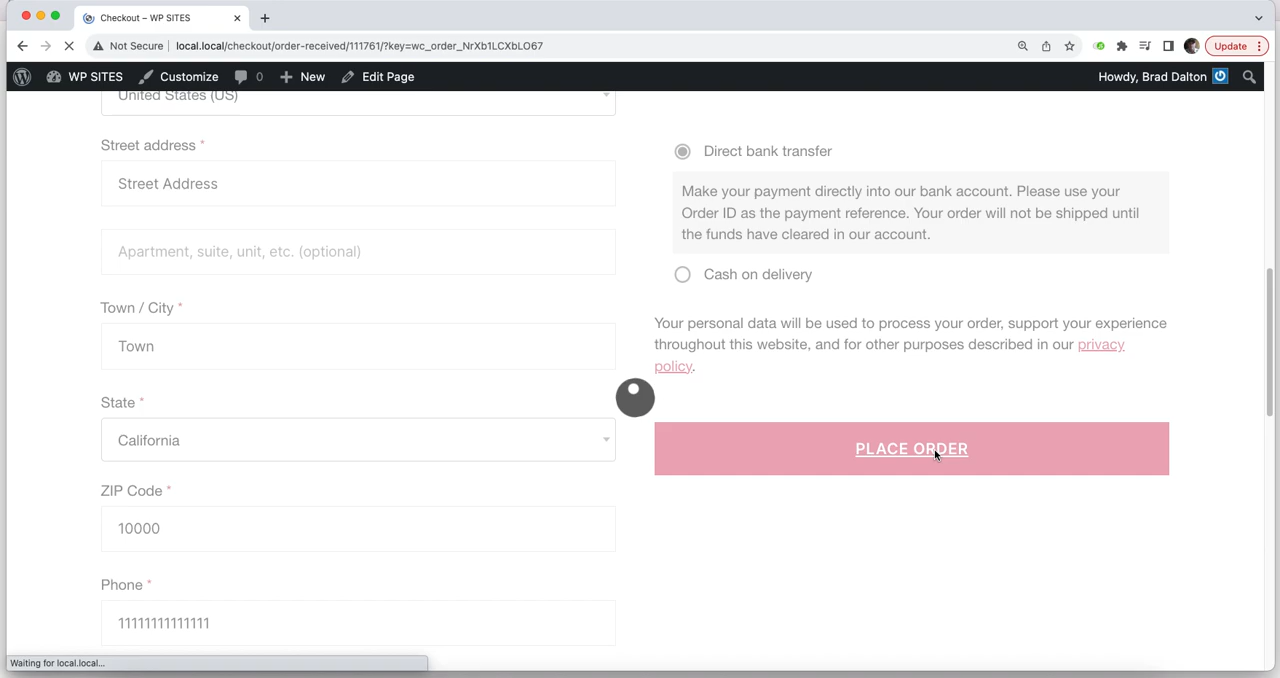 Checkout – WP SITES
Not Secure local.local/checkout/order-received/111761/?key=wc_order_NrXb1LCXbLO67
Update
WP SITES Customize 0 New Edit Page Howdy, Brad Dalton
United States (US)
Street address *
Street Address
Apartment, suite, unit, etc. (optional)
Town / City *
Town
State *
California
ZIP Code *
10000
Phone *
11111111111111
Direct bank transfer
Make your payment directly into our bank account. Please use your
Order ID as the payment reference. Your order will not be shipped until
the funds have cleared in our account.
Cash on delivery
Your personal data will be used to process your order, support your experience
throughout this website, and for other purposes described in our privacy
policy.
PLACE ORDER
Waiting for local.local...